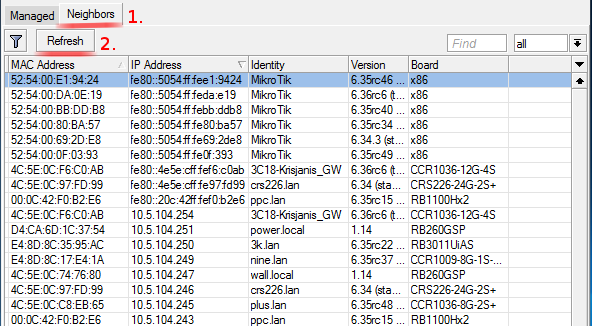 Managed Neighbors 1.
Refresh 2. Find all
MAC Address IP Address Identity Version Board
52:54:00:E1:94:24 fe80::5054:ff:fee1:9424 MikroTik 6.35rc46 ... x86
52:54:00:DA:0E:19 fe80::5054:ff:feda:e19 MikroTik 6.36rc6 (t... x86
52:54:00:BB:DD:B8 fe80::5054:ff:febb:ddb8 MikroTik 6.35rc40 ... x86
52:54:00:80:BA:57 fe80::5054:ff:fe80:ba57 MikroTik 6.35rc34 ... x86
52:54:00:69:2D:E8 fe80::5054:ff:fe69:2de8 MikroTik 6.34.3 (st... x86
52:54:00:0F:03:93 fe80::5054:ff:fe0f:393 MikroTik 6.35rc49 ... x86
4C:5E:0C:F6:C0:AB fe80::4e5e:cff:fef6:c0ab 3C18-Krisjanis_GW 6.36rc6 (t... CCR1036-12G-4S
4C:5E:0C:97:FD:99 fe80::4e5e:cff:fe97:fd99 crs226.lan 6.34 (sta... CRS226-24G-2S+
00:0C:42:F0:B2:E6 fe80::20c:42ff:fef0:b2e6 ppc.lan 6.35rc15 ... RB1100Hx2
4C:5E:0C:F6:C0:AB 10.5.104.254 3C18-Krisjanis_GW 6.36rc6 (t... CCR1036-12G-4S
D4:CA:6D:1C:37:54 10.5.104.251 power.local 1.14 RB260GSP
E4:8D:8C:35:95:AC 10.5.104.250 3k.lan 6.35rc22 ... RB3011UiAS
E4:8D:8C:17:E4:1A 10.5.104.249 nine.lan 6.35rc37 ... CCR1009-8G-1S-...
4C:5E:0C:74:76:80 10.5.104.247 wall.local 1.14 RB260GSP
4C:5E:0C:97:FD:99 10.5.104.246 crs226.lan 6.34 (sta... CRS226-24G-2S+
4C:5E:0C:C8:EB:65 10.5.104.245 plus.lan 6.35rc48 ... CCR1036-8G-2S+
00:0C:42:F0:B2:E6 10.5.104.243 ppc.lan 6.35rc15 ... RB1100Hx2